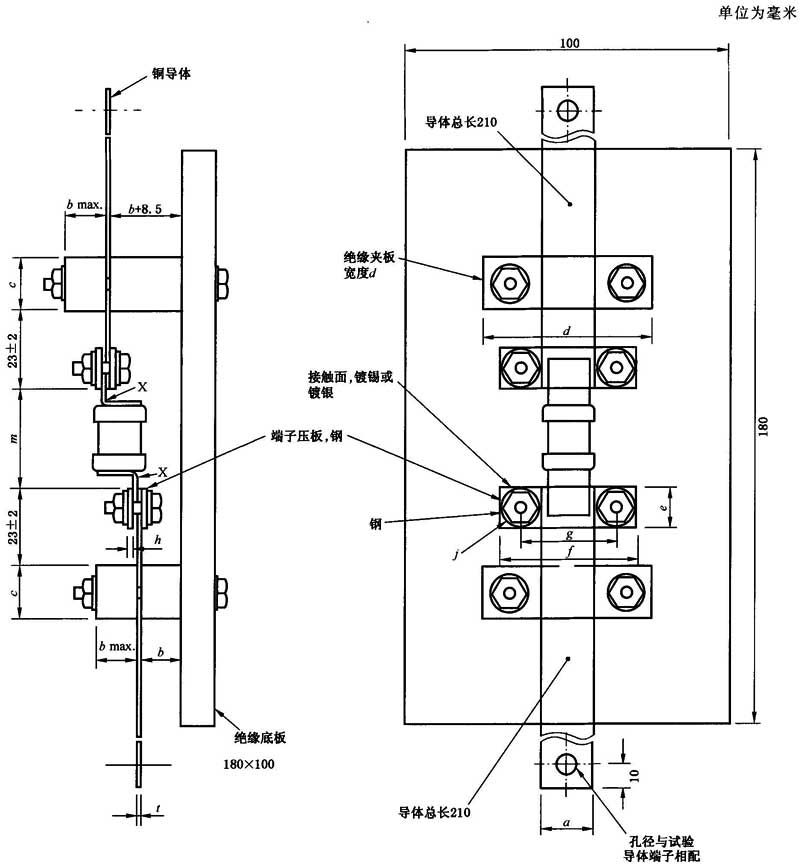 单位为毫米
铜导体
100
导体总长210
b max.
b+8.5
绝缘夹板
宽度d
c
d
23±2
X
接触面,镀锡或
镀银
180
m
端子压板,钢
X
钢
e
g
23±2
h
j
f
c
b max.
b
绝缘底板
180×100
10
导体总长210
a
t
孔径与试验
导体端子相配